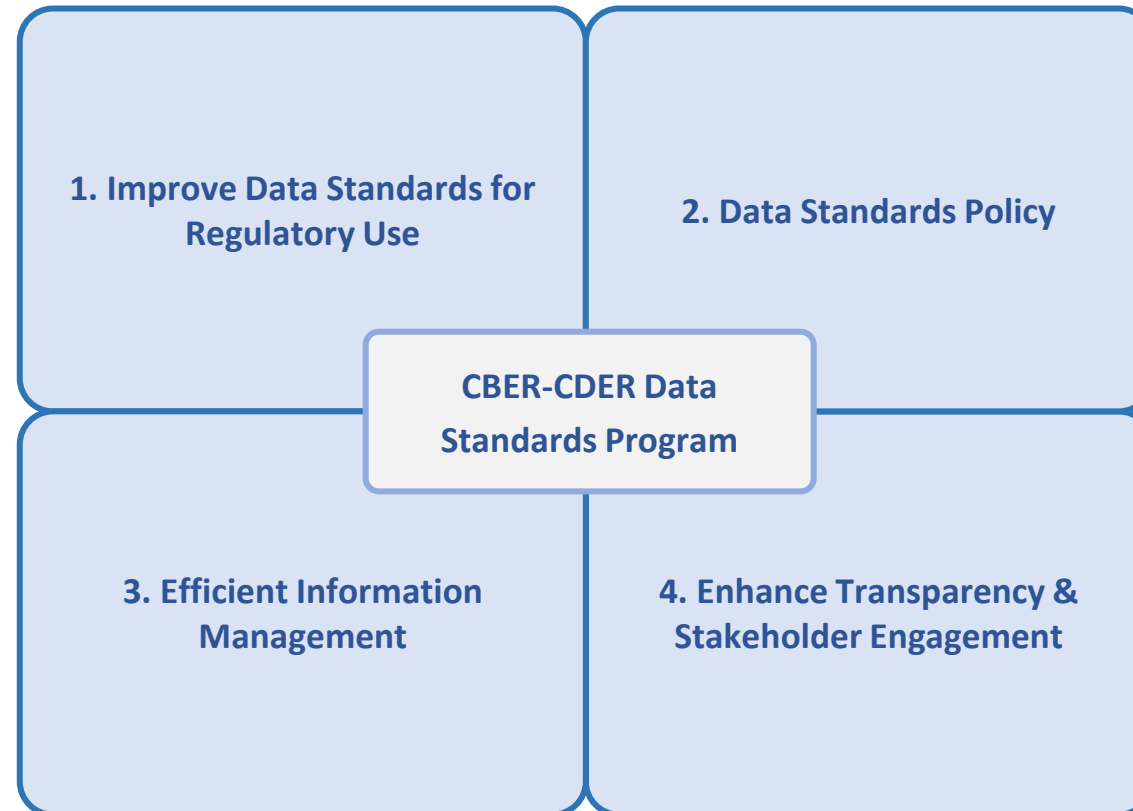 1. Improve Data Standards for
Regulatory Use
2. Data Standards Policy
CBER-CDER Data
Standards Program
3. Efficient Information
Management
4. Enhance Transparency &
Stakeholder Engagement